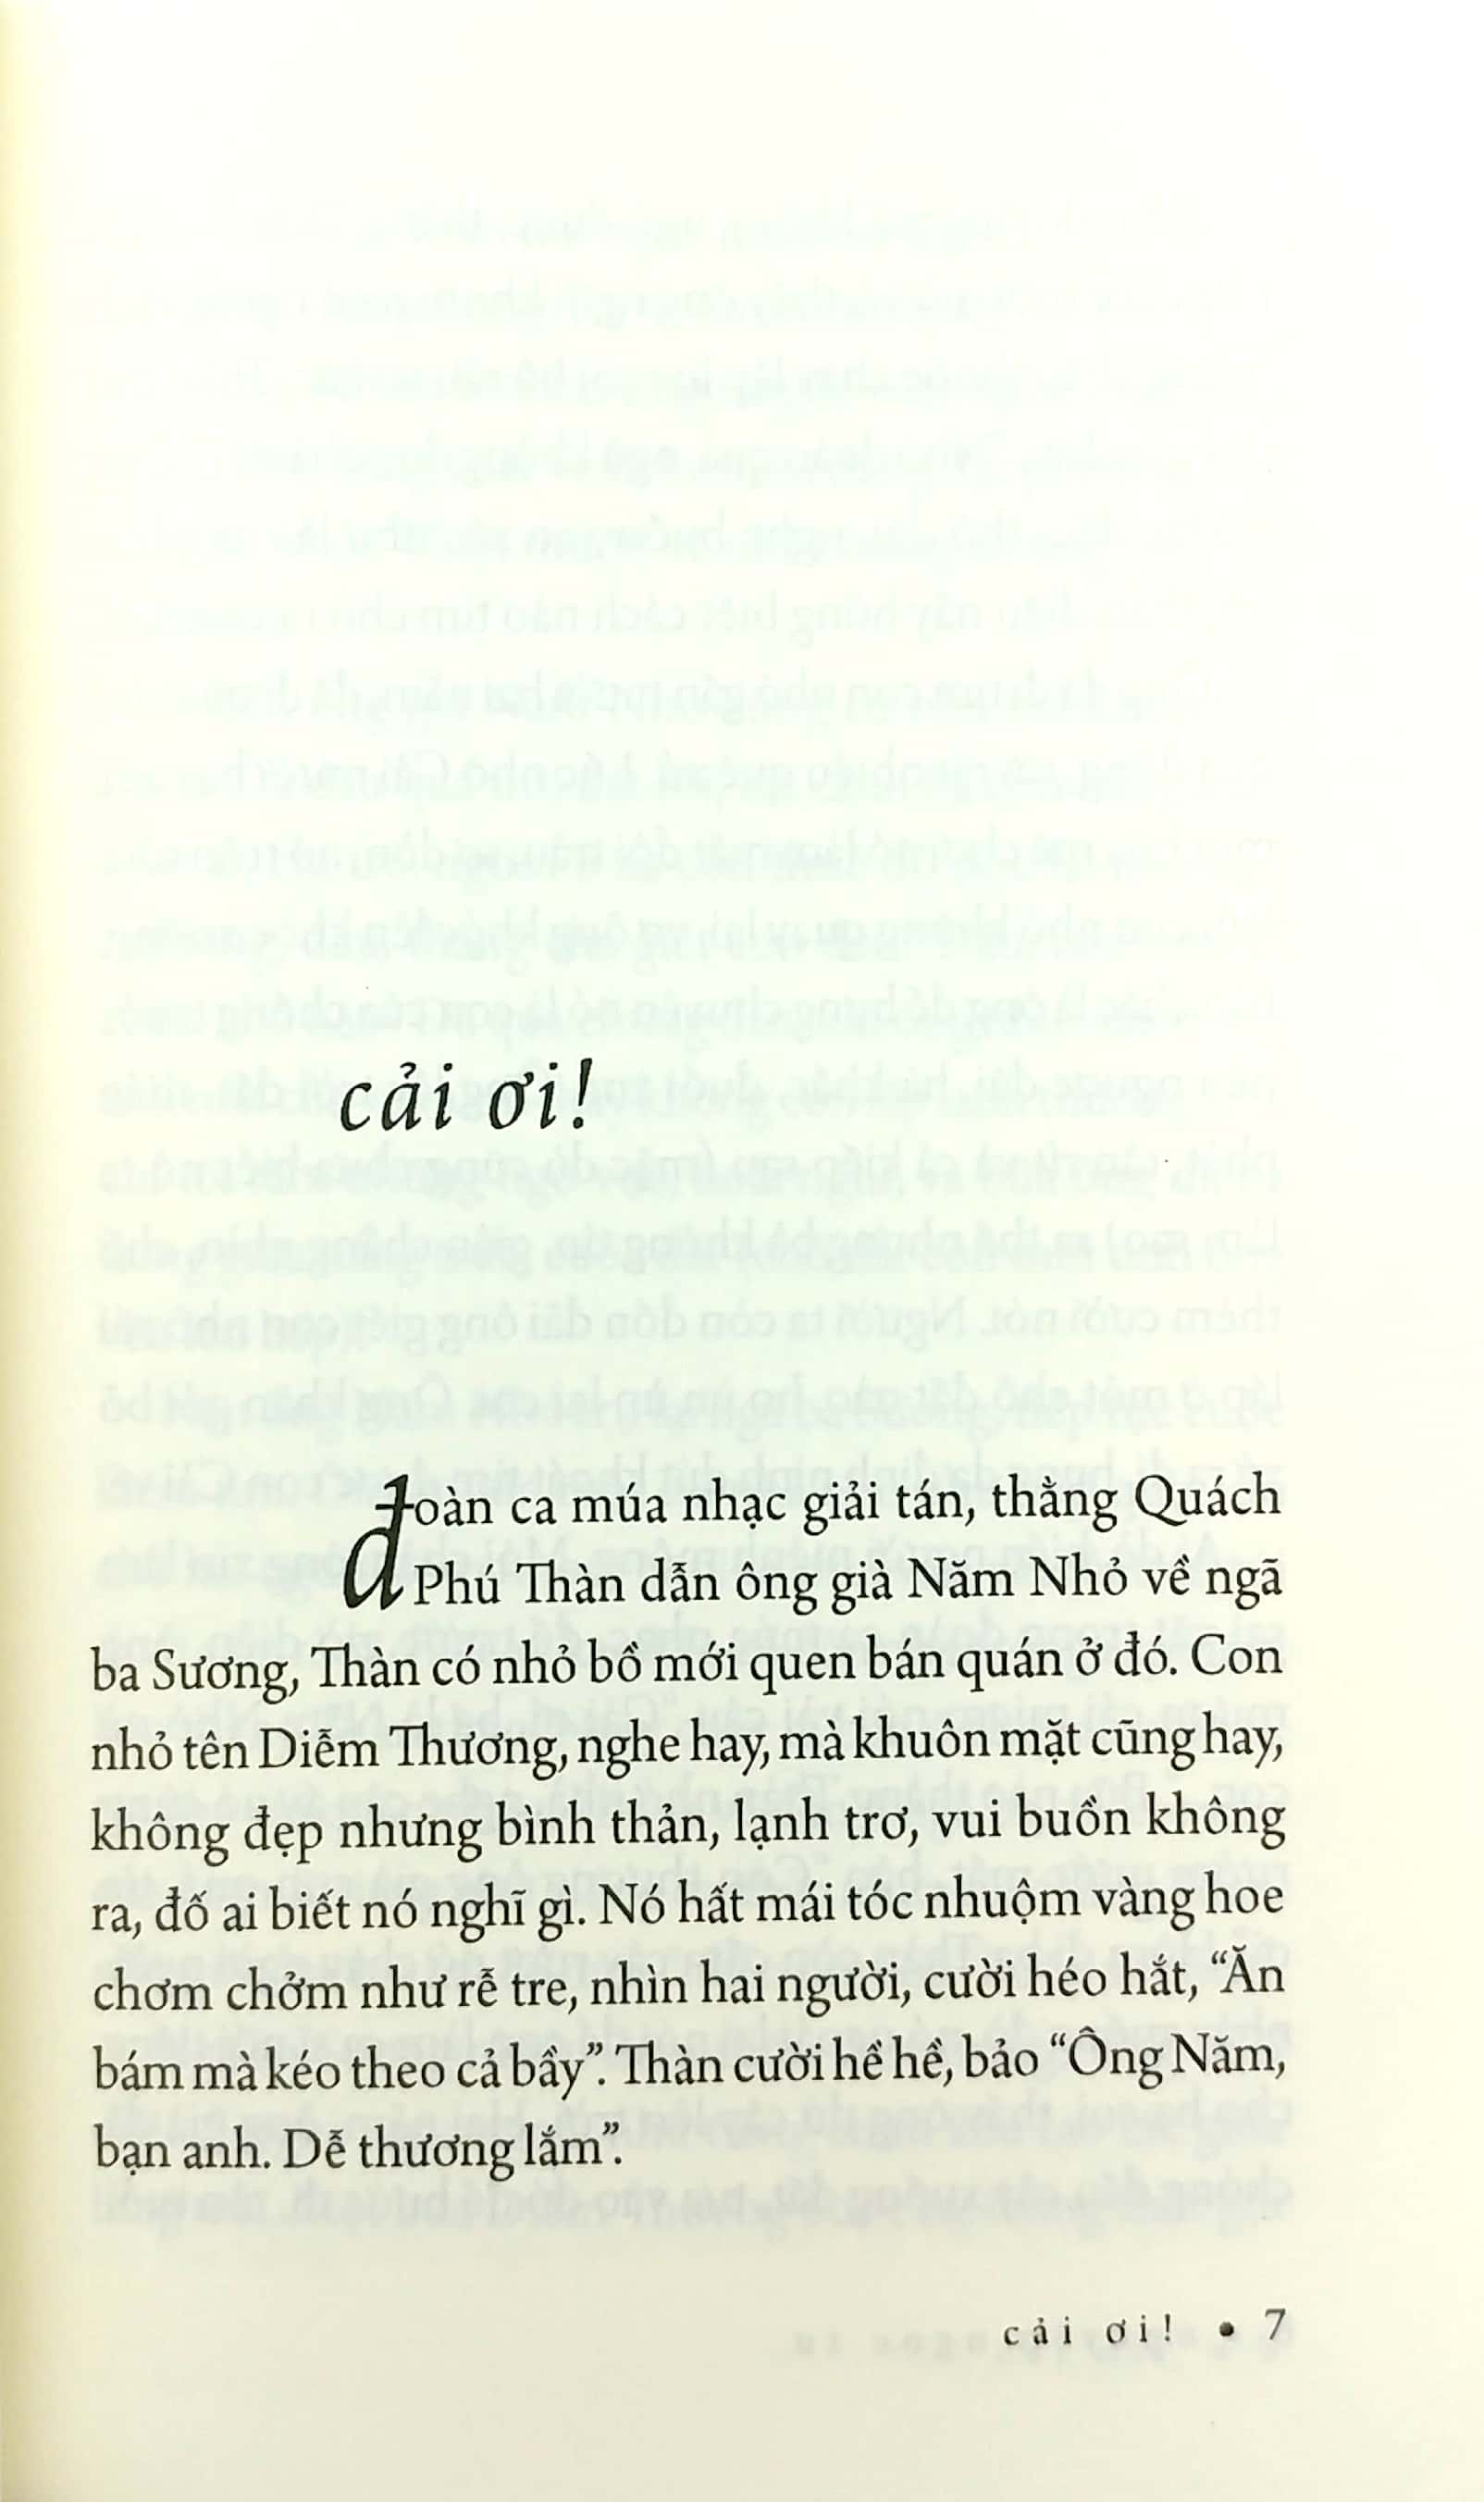 cải ơi!
đoàn ca múa nhạc giải tán, thằng Quách
Phú Thàn dẫn ông già Năm Nhỏ về ngã
ba Sương, Thàn có nhỏ bồ mới quen bán quán ở đó. Con
nhỏ tên Diễm Thương, nghe hay, mà khuôn mặt cũng hay,
không đẹp nhưng bình thản, lạnh trơ, vui buồn không
ra, đố ai biết nó nghĩ gì. Nó hất mái tóc nhuộm vàng hoe
chơm chởm như rễ tre, nhìn hai người, cười héo hắt, “Ăn
bám mà kéo theo cả bầy”. Thàn cười hề hề, bảo “Ông Năm,
bạn anh. Dễ thương lắm”.
cải ơi! • 7